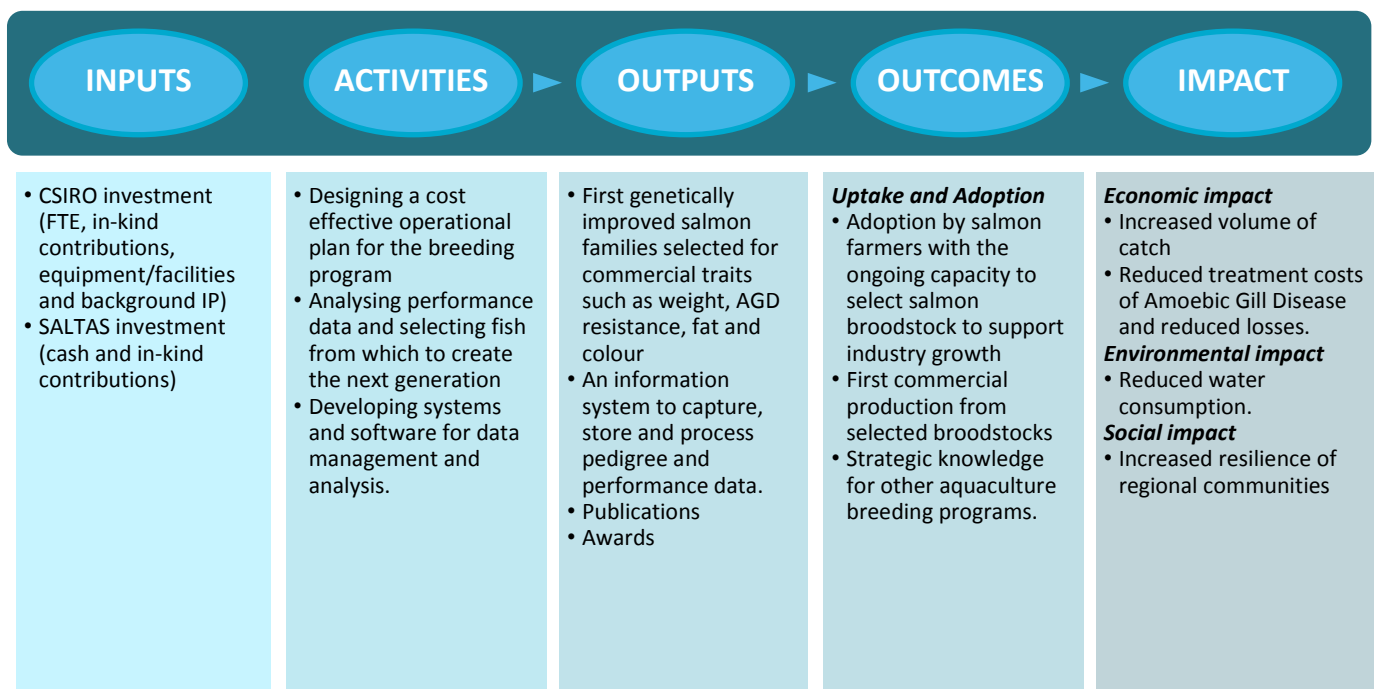 INPUTS
ACTIVITIES
OUTPUTS
OUTCOMES
IMPACT
• CSIRO investment
(FTE, in-kind
contributions,
equipment/facilities
and background IP)
• SALTAS investment
(cash and in-kind
contributions)
• Designing a cost
effective operational
plan for the breeding
program
• Analysing performance
data and selecting fish
from which to create
the next generation
• Developing systems
and software for data
management and
analysis.
• First genetically
improved salmon
families selected for
commercial traits
such as weight, AGD
resistance, fat and
colour
• An information
system to capture,
store and process
pedigree and
performance data.
• Publications
• Awards
Uptake and Adoption
• Adoption by salmon
farmers with the
ongoing capacity to
select salmon
broodstock to support
industry growth
• First commercial
production from
selected broodstocks
• Strategic knowledge
for other aquaculture
breeding programs.
Economic impact
• Increased volume of
catch
• Reduced treatment costs
of Amoebic Gill Disease
and reduced losses.
Environmental impact
• Reduced water
consumption.
Social impact
• Increased resilience of
regional communities